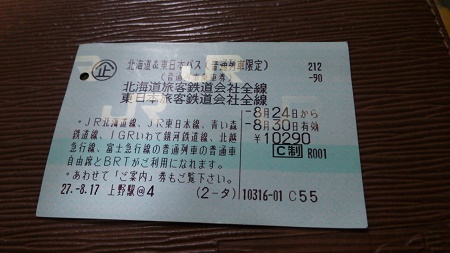 企 北海道&東日本パス(普通列車限定) 212
-90
北海道旅客鉄道会社全線
東日本旅客鉄道会社全線
-8月24日から
-8月30日有効
*JR北海道線、JR東日本線、青い森
鉄道線、IGRいわて銀河鉄道線、北越
急行線、富士急行線の普通列車の普通車
自由席とBRTがご利用になれます。
*あわせて「ご案内」券もご覧下さい。
¥10290
C制 R001
27.-8.17 上野駅@4 (2-タ) 10316-01 C55